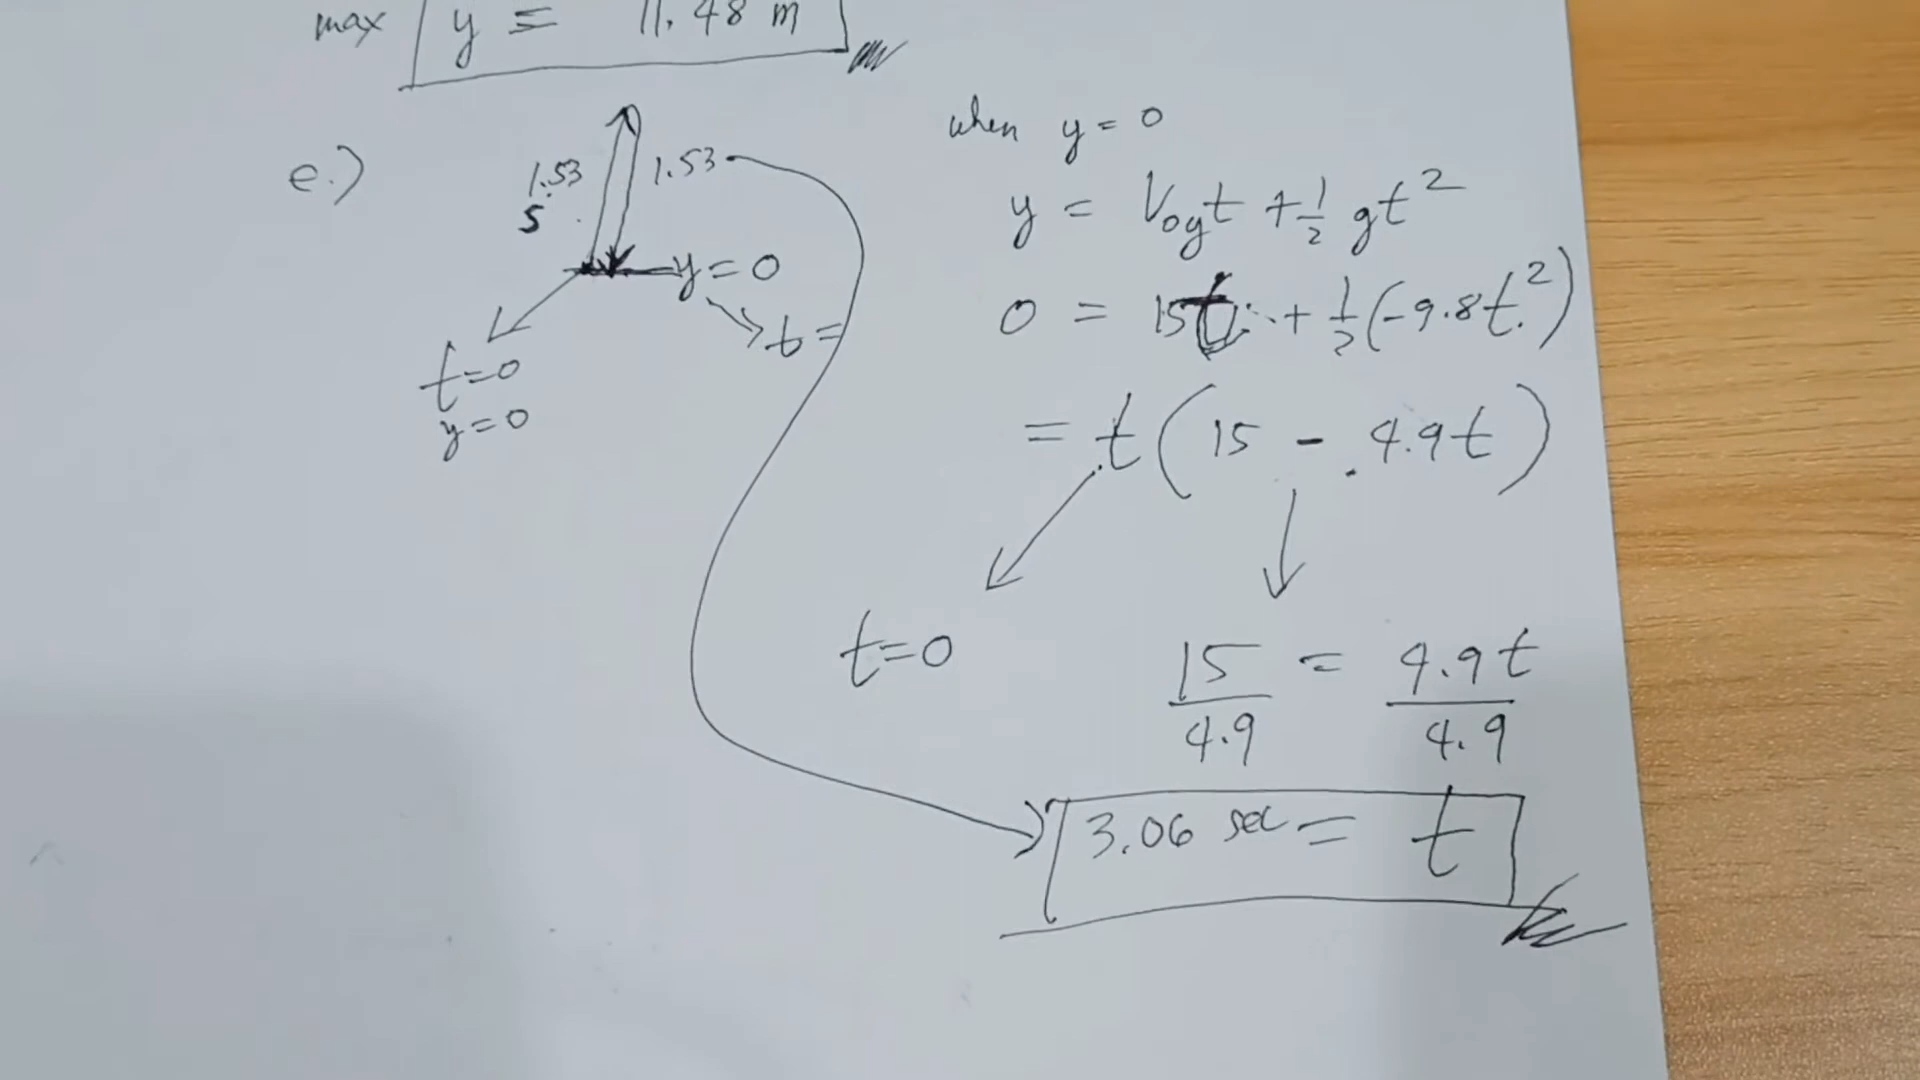 max y = 11.48 m
e.)
1.53 s
1.53
y = 0
t =
t = 0
y = 0
when y = 0
y = V₀yt + 1/2 gt²
0 = 15t + 1/2 (-9.8t²)
= t (15 - 4.9t)
t = 0
15/4.9 = 4.9t/4.9
3.06 sec = t